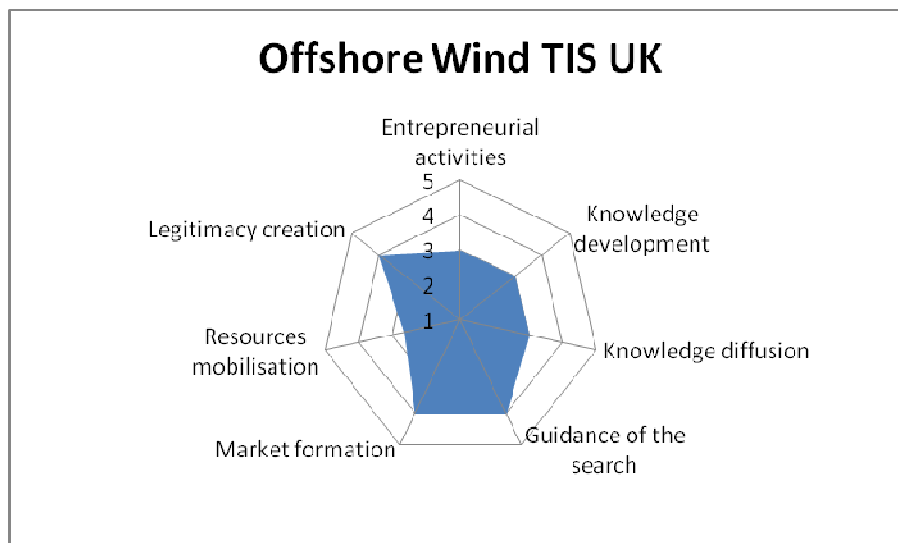 Offshore Wind TIS UK
Entrepreneurial
activities
5
4
3
2
1
Knowledge
development
Knowledge diffusion
Guidance of the
search
Market formation
Resources
mobilisation
Legitimacy creation